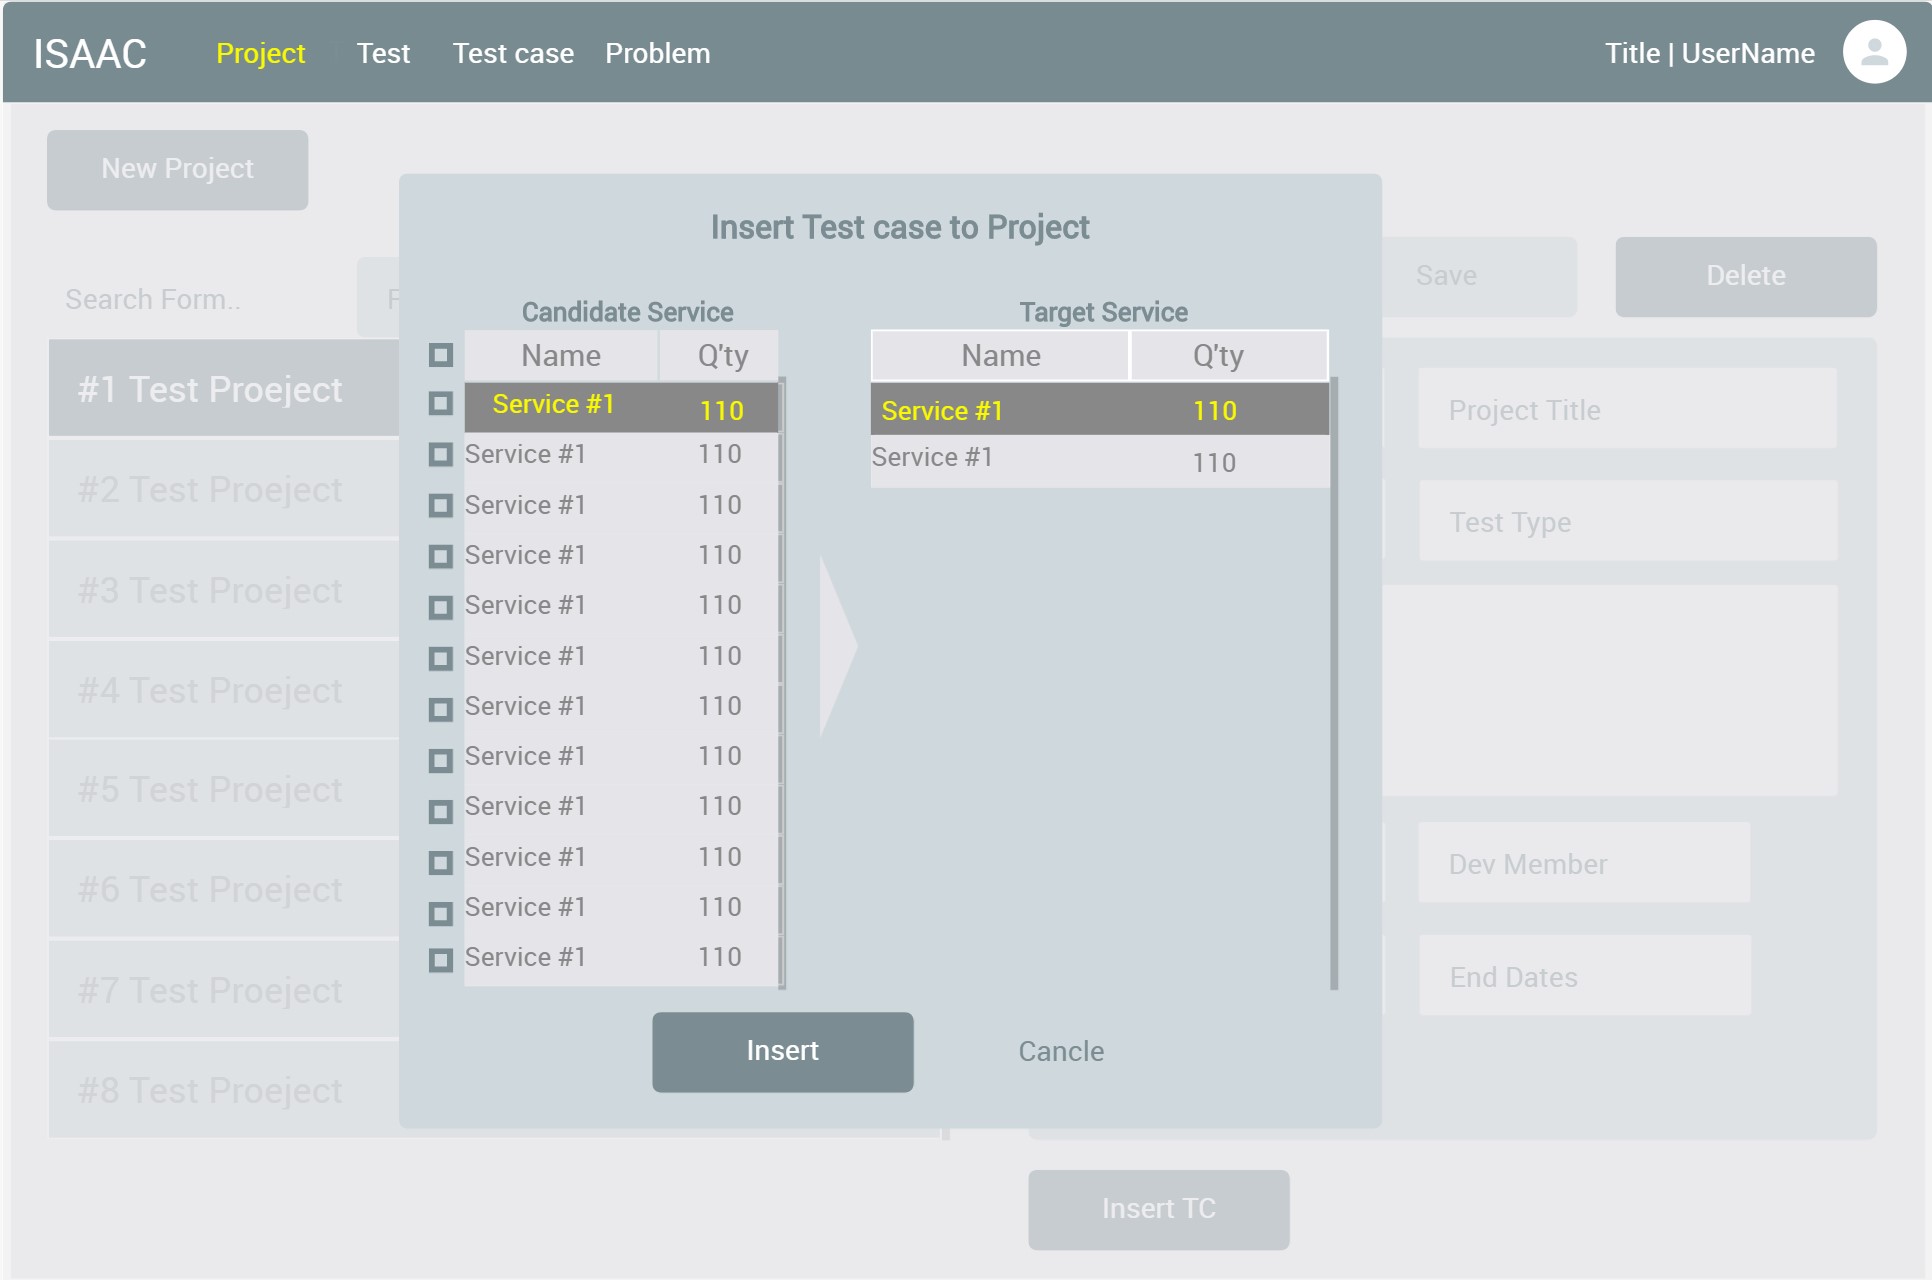 ISAAC Project Test Test case Problem Title | UserName
New Project
Insert Test case to Project
Search Form..
Save Delete
Candidate Service Target Service
Name Q'ty Name Q'ty
#1 Test Proeject
#2 Test Proeject
#3 Test Proeject
#4 Test Proeject
#5 Test Proeject
#6 Test Proeject
#7 Test Proeject
#8 Test Proeject
Service #1 110
Service #1 110
Service #1 110
Service #1 110
Service #1 110
Service #1 110
Service #1 110
Service #1 110
Service #1 110
Service #1 110
Service #1 110
Service #1 110
Service #1 110
Service #1 110
Project Title
Test Type
Dev Member
End Dates
Insert Cancle
Insert TC